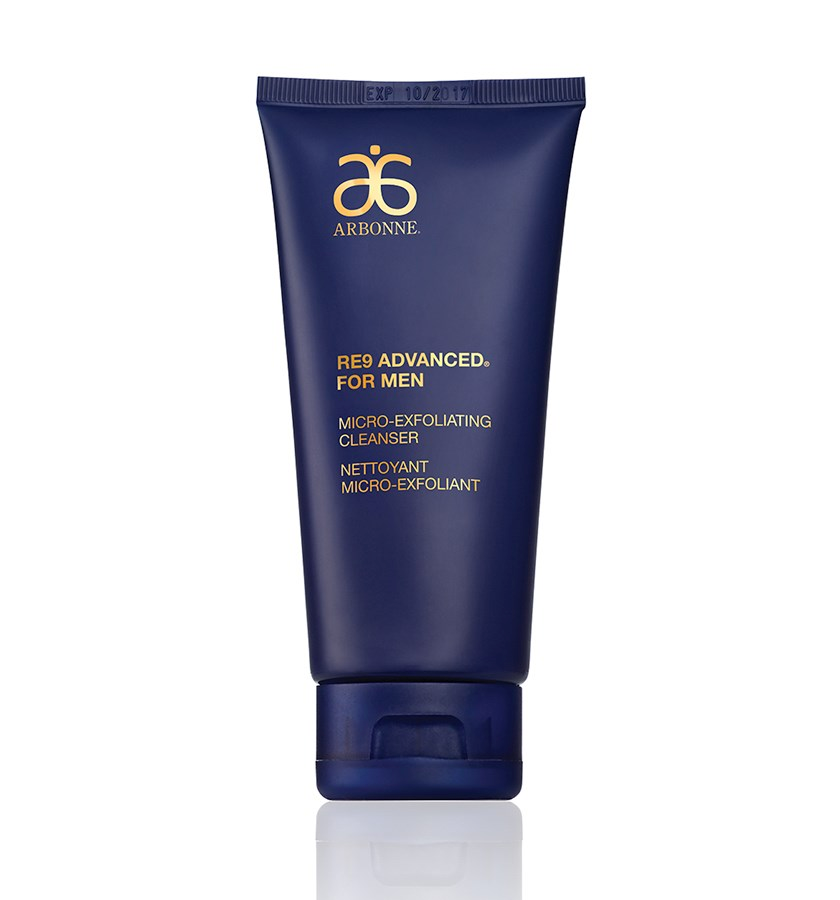 EXP 10/2017
ARBONNE®
RE9 ADVANCED®
FOR MEN
MICRO-EXFOLIATING
CLEANSER
NETTOYANT
MICRO-EXFOLIANT